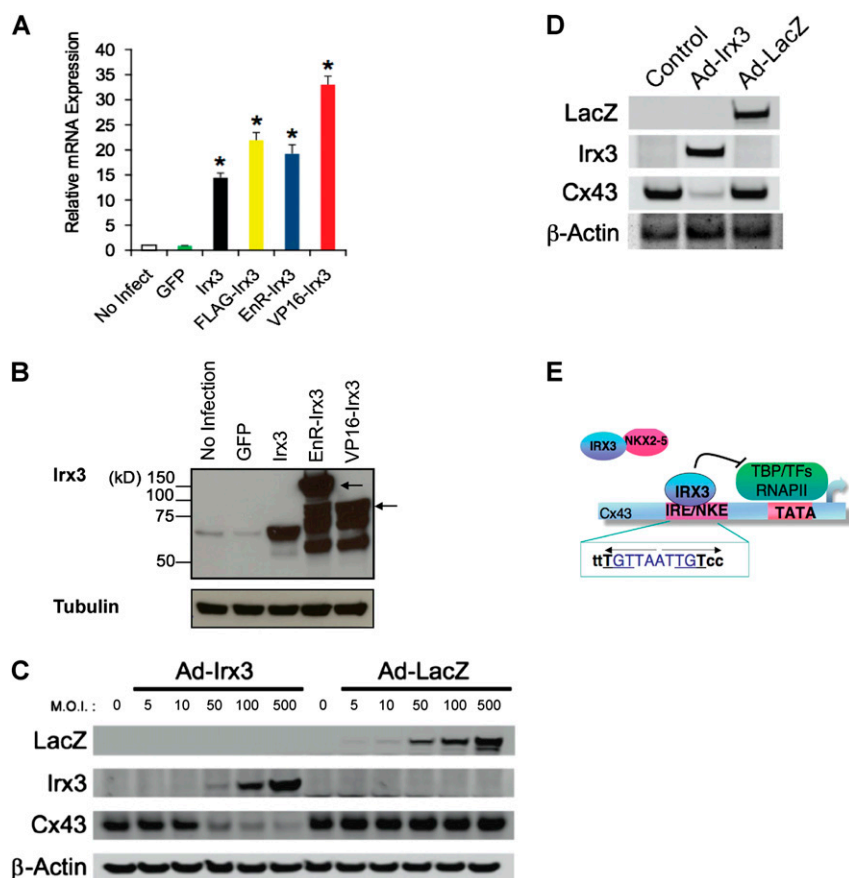 A
Relative mRNA Expression
40
35
30
25
20
15
10
5
0
* * * *
No Infect
GFP
Irx3
FLAG-Irx3
EnR-Irx3
VP16-Irx3
B
No Infection
GFP
Irx3
EnR-Irx3
VP16-Irx3
Irx3 (kD)
150
100
75
50
Tubulin
C
Ad-Irx3 Ad-LacZ
M.O.I. : 0 5 10 50 100 500 0 5 10 50 100 500
LacZ
Irx3
Cx43
β-Actin
D
Control
Ad-Irx3
Ad-LacZ
LacZ
Irx3
Cx43
β-Actin
E
IRX3 NKX2-5
TBP/TFs
RNAPII
IRX3
Cx43 IRE/NKE TATA
ttTGTTAATTGTcc